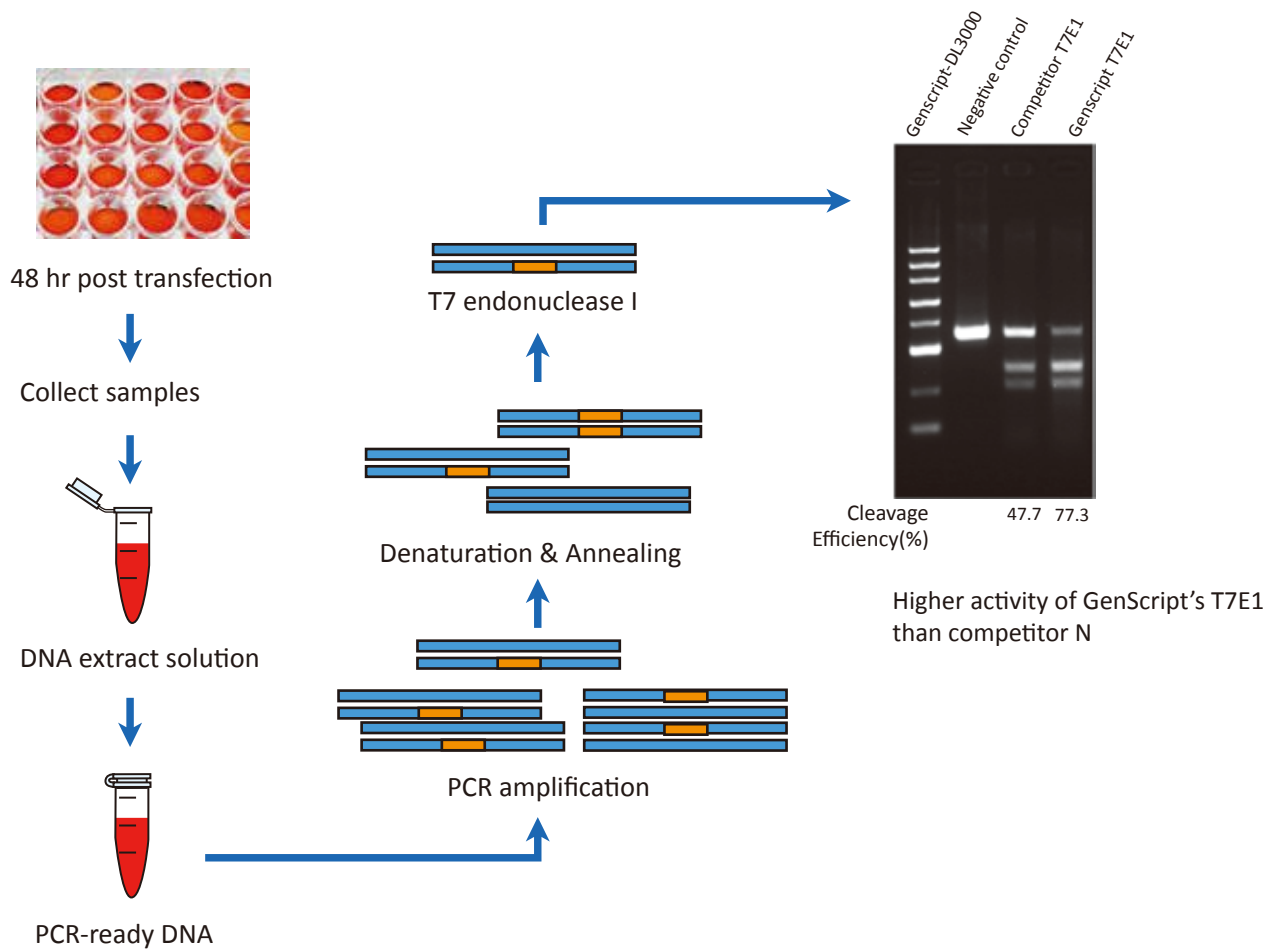 48 hr post transfection
Collect samples
DNA extract solution
PCR-ready DNA
PCR amplification
Denaturation & Annealing
T7 endonuclease I
Genscript-DL3000
Negative control
Competitor T7E1
Genscript T7E1
Cleavage
Efficiency(%)
47.7
77.3
Higher activity of GenScript's T7E1
than competitor N